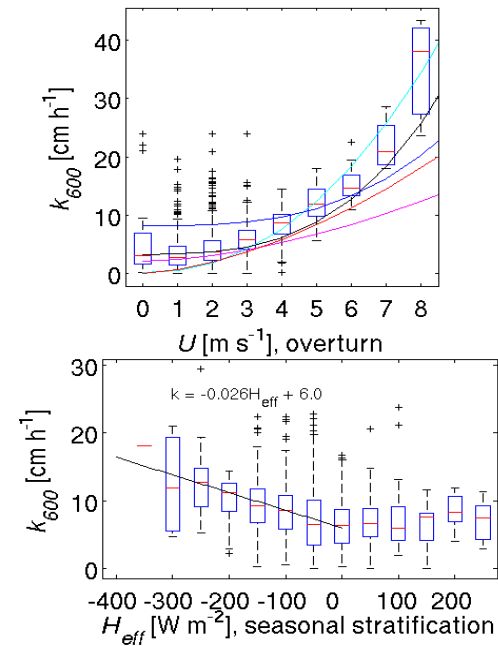 40
30
20
10
0
k600 [cm h-1]
0 1 2 3 4 5 6 7 8
U [m s-1], overturn
30
20
10
0
k600 [cm h-1]
k = -0.026Heff + 6.0
-400 -300 -200 -100 0 100 200
Heff [W m-2], seasonal stratification